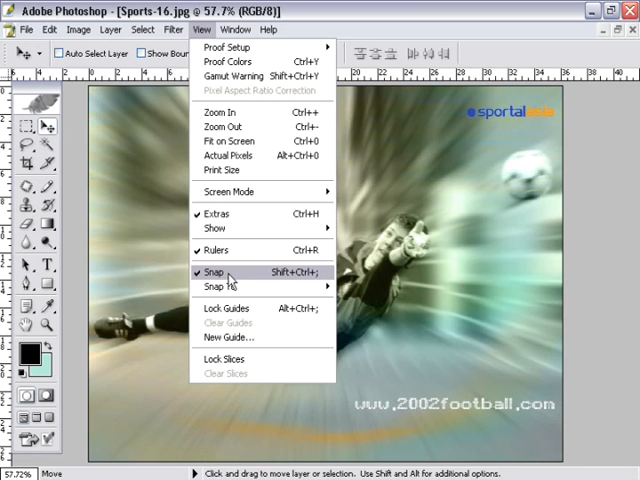 Adobe Photoshop - [Sports-16.jpg @ 57.7% (RGB/8)]
File Edit Image Layer Select Filter View Window Help
Auto Select Layer Show Boun
Proof Setup
Proof Colors Ctrl+Y
Gamut Warning Shift+Ctrl+Y
Pixel Aspect Ratio Correction
Zoom In Ctrl++
Zoom Out Ctrl+-
Fit on Screen Ctrl+0
Actual Pixels Alt+Ctrl+0
Print Size
Screen Mode
Extras Ctrl+H
Show
Rulers Ctrl+R
Snap Shift+Ctrl+;
Snap
Lock Guides Alt+Ctrl+;
Clear Guides
New Guide...
Lock Slices
Clear Slices
sportalasia
www.2002football.com
57.72% Move Click and drag to move layer or selection. Use Shift and Alt for additional options.